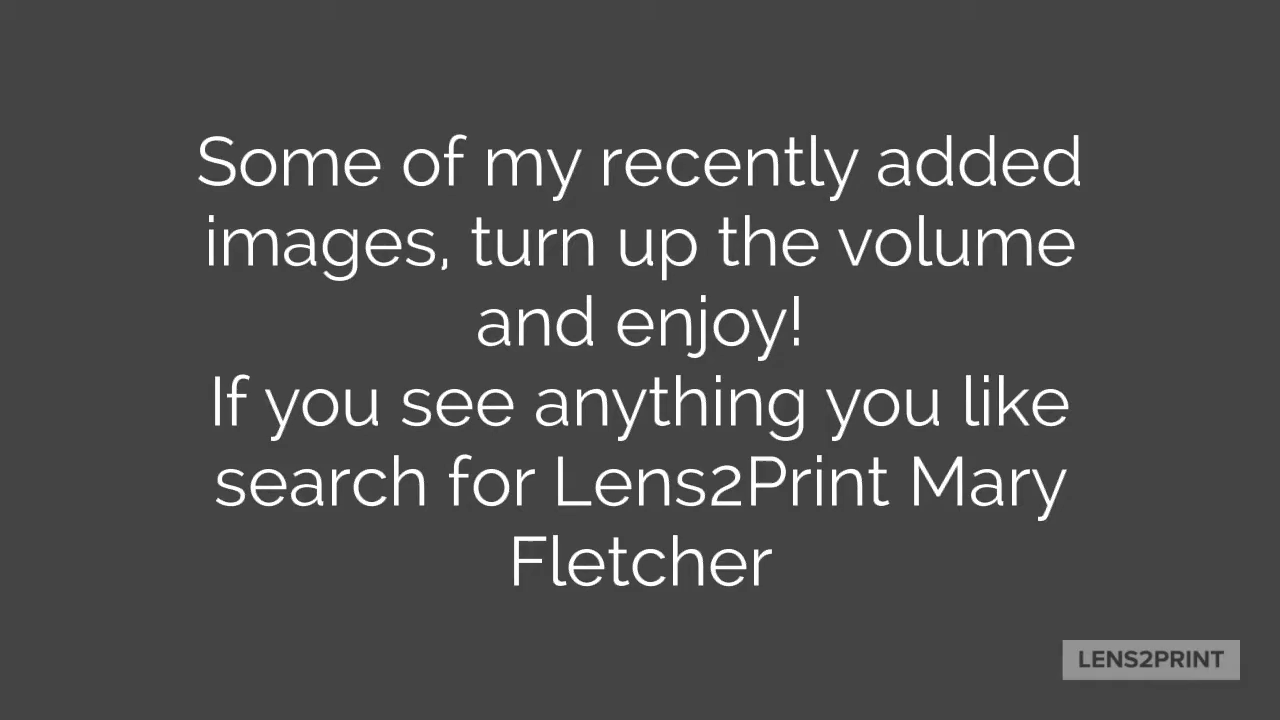 Some of my recently added
images, turn up the volume
and enjoy!
If you see anything you like
search for Lens2Print Mary
Fletcher
LENS2PRINT